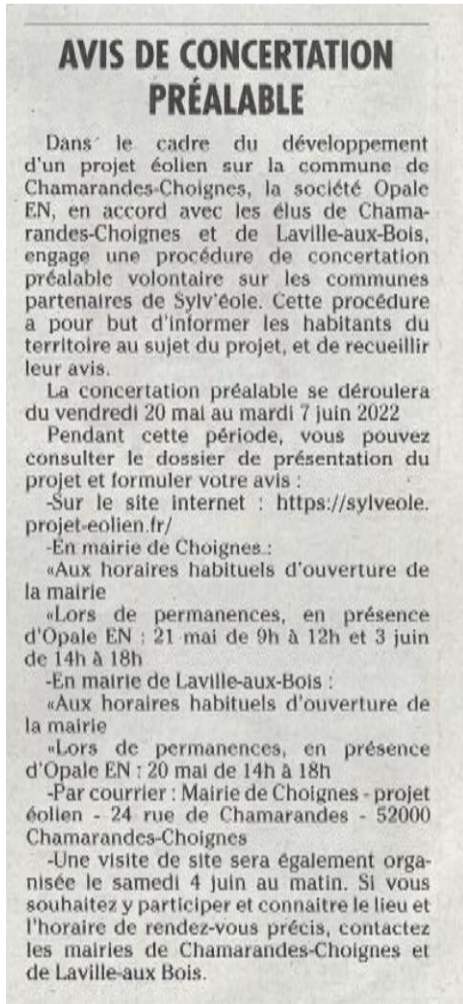 AVIS DE CONCERTATION
PRÉALABLE
Dans le cadre du développement
d'un projet éolien sur la commune de
Chamarandes-Choignes, la société Opale
EN, en accord avec les élus de Chama-
randes-Choignes et de Laville-aux-Bois,
engage une procédure de concertation
préalable volontaire sur les communes
partenaires de Sylv'éole. Cette procédure
a pour but d'informer les habitants du
territoire au sujet du projet, et de recueillir
leur avis.
La concertation préalable se déroulera
du vendredi 20 mai au mardi 7 juin 2022
Pendant cette période, vous pouvez
consulter le dossier de présentation du
projet et formuler votre avis :
-Sur le site internet : https://sylveole.
projet-eolien.fr/
-En mairie de Choignes :
«Aux horaires habituels d'ouverture de
la mairie
«Lors de permanences, en présence
d'Opale EN : 21 mai de 9h à 12h et 3 juin
de 14h à 18h
-En mairie de Laville-aux-Bois :
«Aux horaires habituels d'ouverture de
la mairie
«Lors de permanences, en présence
d'Opale EN : 20 mai de 14h à 18h
-Par courrier : Mairie de Choignes - projet
éolien - 24 rue de Chamarandes - 52000
Chamarandes-Choignes
-Une visite de site sera également orga-
nisée le samedi 4 juin au matin. Si vous
souhaitez y participer et connaitre le lieu et
l'horaire de rendez-vous précis, contactez
les mairies de Chamarandes-Choignes et
de Laville-aux Bois.